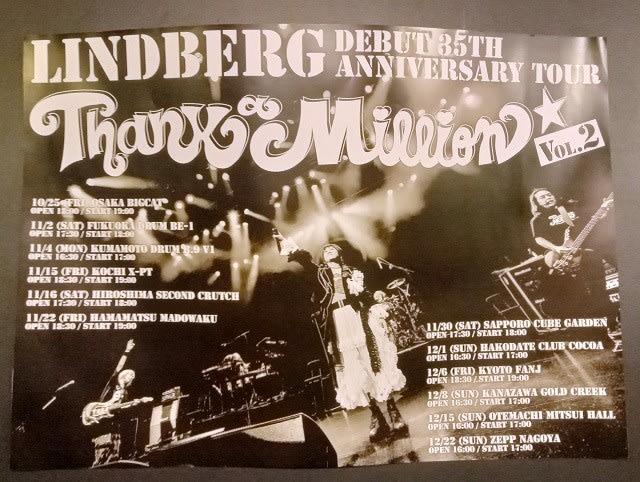 LINDBERG DEBUT 35TH
ANNIVERSARY TOUR
Thanx a Million
VOL.2
10/25 (FRI) OSAKA BIGCAT
OPEN 18:00 / START 19:00
11/2 (SAT) FUKUOKA DRUM BE-1
OPEN 17:30 / START 18:00
11/4 (MON) KUMAMOTO DRUM B.9 V1
OPEN 16:30 / START 17:00
11/15 (FRI) KOCHI X-PT
OPEN 18:30 / START 19:00
11/16 (SAT) HIROSHIMA SECOND CRUTCH
OPEN 17:30 / START 18:00
11/22 (FRI) HAMAMATSU MADOWAKU
OPEN 18:30 / START 19:00
11/30 (SAT) SAPPORO CUBE GARDEN
OPEN 17:30 / START 18:00
12/1 (SUN) HAKODATE CLUB COCOA
OPEN 16:30 / START 17:00
12/6 (FRI) KYOTO FANJ
OPEN 18:30 / START 19:00
12/8 (SUN) KANAZAWA GOLD CREEK
OPEN 16:30 / START 17:00
12/15 (SUN) OTEMACHI MITSUI HALL
OPEN 16:00 / START 17:00
12/22 (SUN) ZEPP NAGOYA
OPEN 16:00 / START 17:00